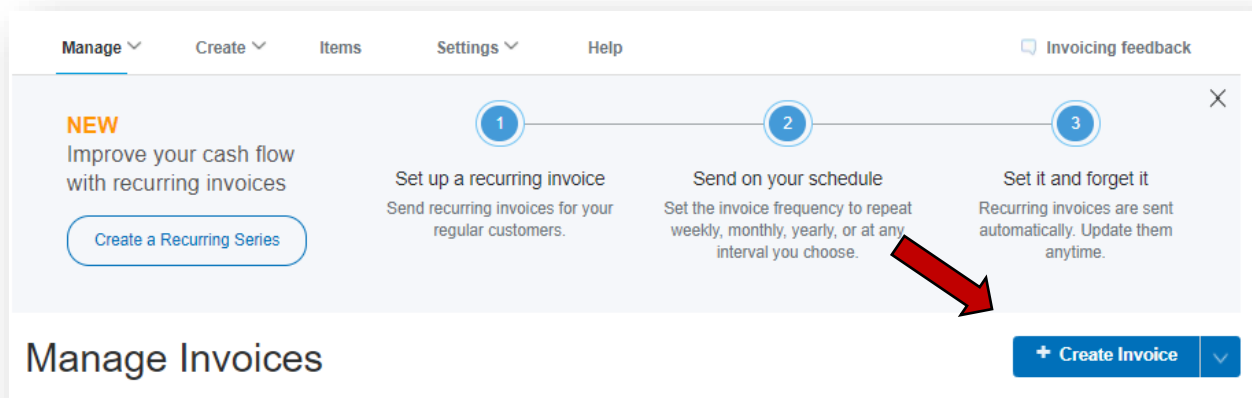 Manage Create Items Settings Help Invoicing feedback
NEW
Improve your cash flow
with recurring invoices
Create a Recurring Series
1
Set up a recurring invoice
Send recurring invoices for your
regular customers.
2
Send on your schedule
Set the invoice frequency to repeat
weekly, monthly, yearly, or at any
interval you choose.
3
Set it and forget it
Recurring invoices are sent
automatically. Update them
anytime.
Manage Invoices
+ Create Invoice